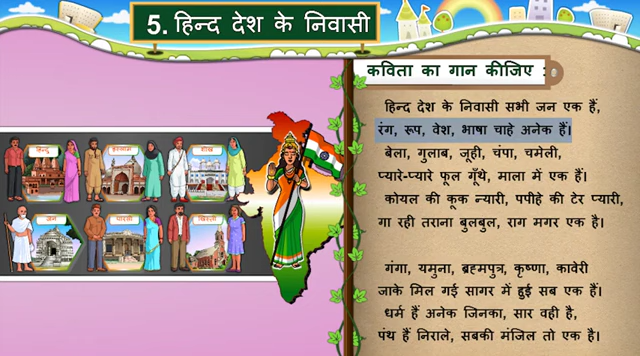 5. हिन्द देश के निवासी
कविता का गान कीजिए :
हिन्द देश के निवासी सभी जन एक हैं,
रंग, रूप, वेश, भाषा चाहे अनेक हैं।
बेला, गुलाब, जूही, चंपा, चमेली,
प्यारे-प्यारे फूल गूँथे, माला में एक हैं।
कोयल की कूक न्यारी, पपीहे की टेर प्यारी,
गा रही तराना बुलबुल, राग मगर एक है।
गंगा, यमुना, ब्रह्मपुत्र, कृष्णा, कावेरी
जाके मिल गई सागर में हुई सब एक हैं।
धर्म हैं अनेक जिनका, सार वही है,
पंथ हैं निराले, सबकी मंजिल तो एक है।
हिन्दू
इस्लाम
सीख
जैन
पारसी